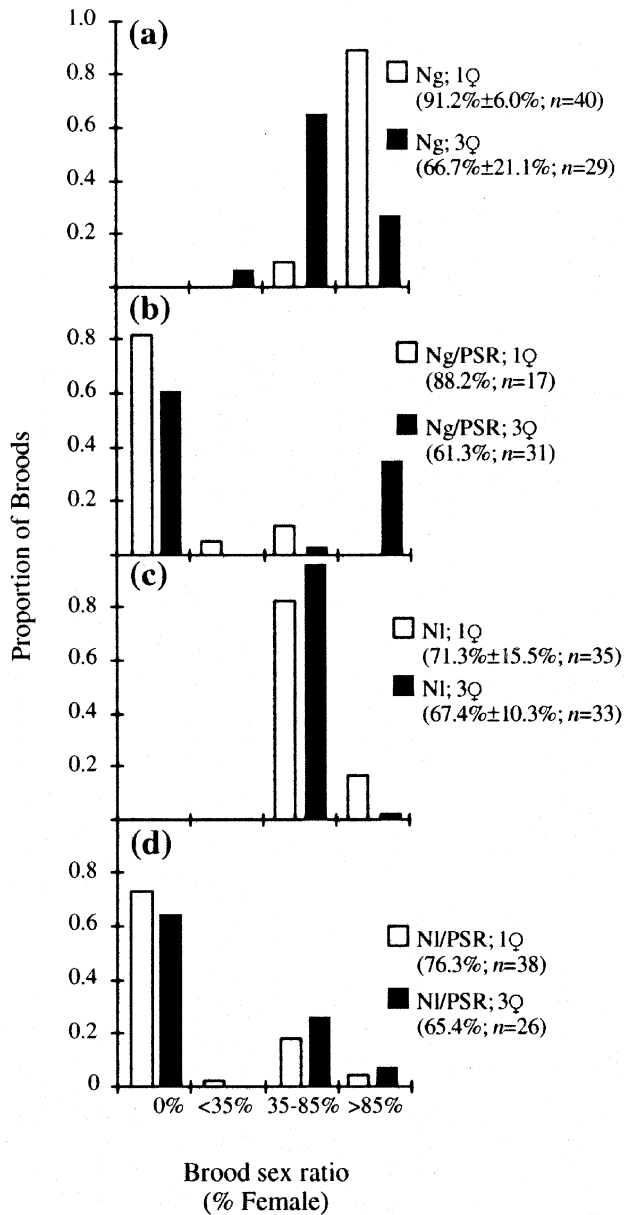 (a)
1.0
0.8
0.6
0.4
0.2
Ng; 1♀
(91.2%±6.0%; n=40)
Ng; 3♀
(66.7%±21.1%; n=29)
(b)
0.8
0.6
0.4
0.2
Ng/PSR; 1♀
(88.2%; n=17)
Ng/PSR; 3♀
(61.3%; n=31)
Proportion of Broods
(c)
0.8
0.6
0.4
0.2
Nl; 1♀
(71.3%±15.5%; n=35)
Nl; 3♀
(67.4%±10.3%; n=33)
(d)
0.8
0.6
0.4
0.2
0
Nl/PSR; 1♀
(76.3%; n=38)
Nl/PSR; 3♀
(65.4%; n=26)
0% <35% 35-85% >85%
Brood sex ratio
(% Female)